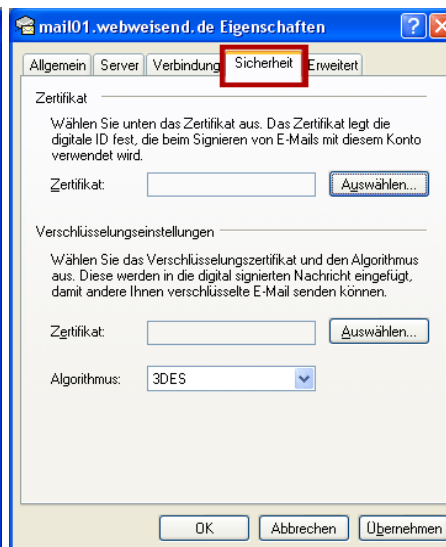 mail01.webweisend.de Eigenschaften
Allgemein Server Verbindung Sicherheit Erweitert
Zertifikat
Wählen Sie unten das Zertifikat aus. Das Zertifikat legt die
digitale ID fest, die beim Signieren von E-Mails mit diesem Konto
verwendet wird.
Zertifikat: Auswählen...
Verschlüsselungseinstellungen
Wählen Sie das Verschlüsselungszertifikat und den Algorithmus
aus. Diese werden in die digital signierten Nachricht eingefügt,
damit andere Ihnen verschlüsselte E-Mail senden können.
Zertifikat: Auswählen...
Algorithmus: 3DES
OK Abbrechen Übernehmen